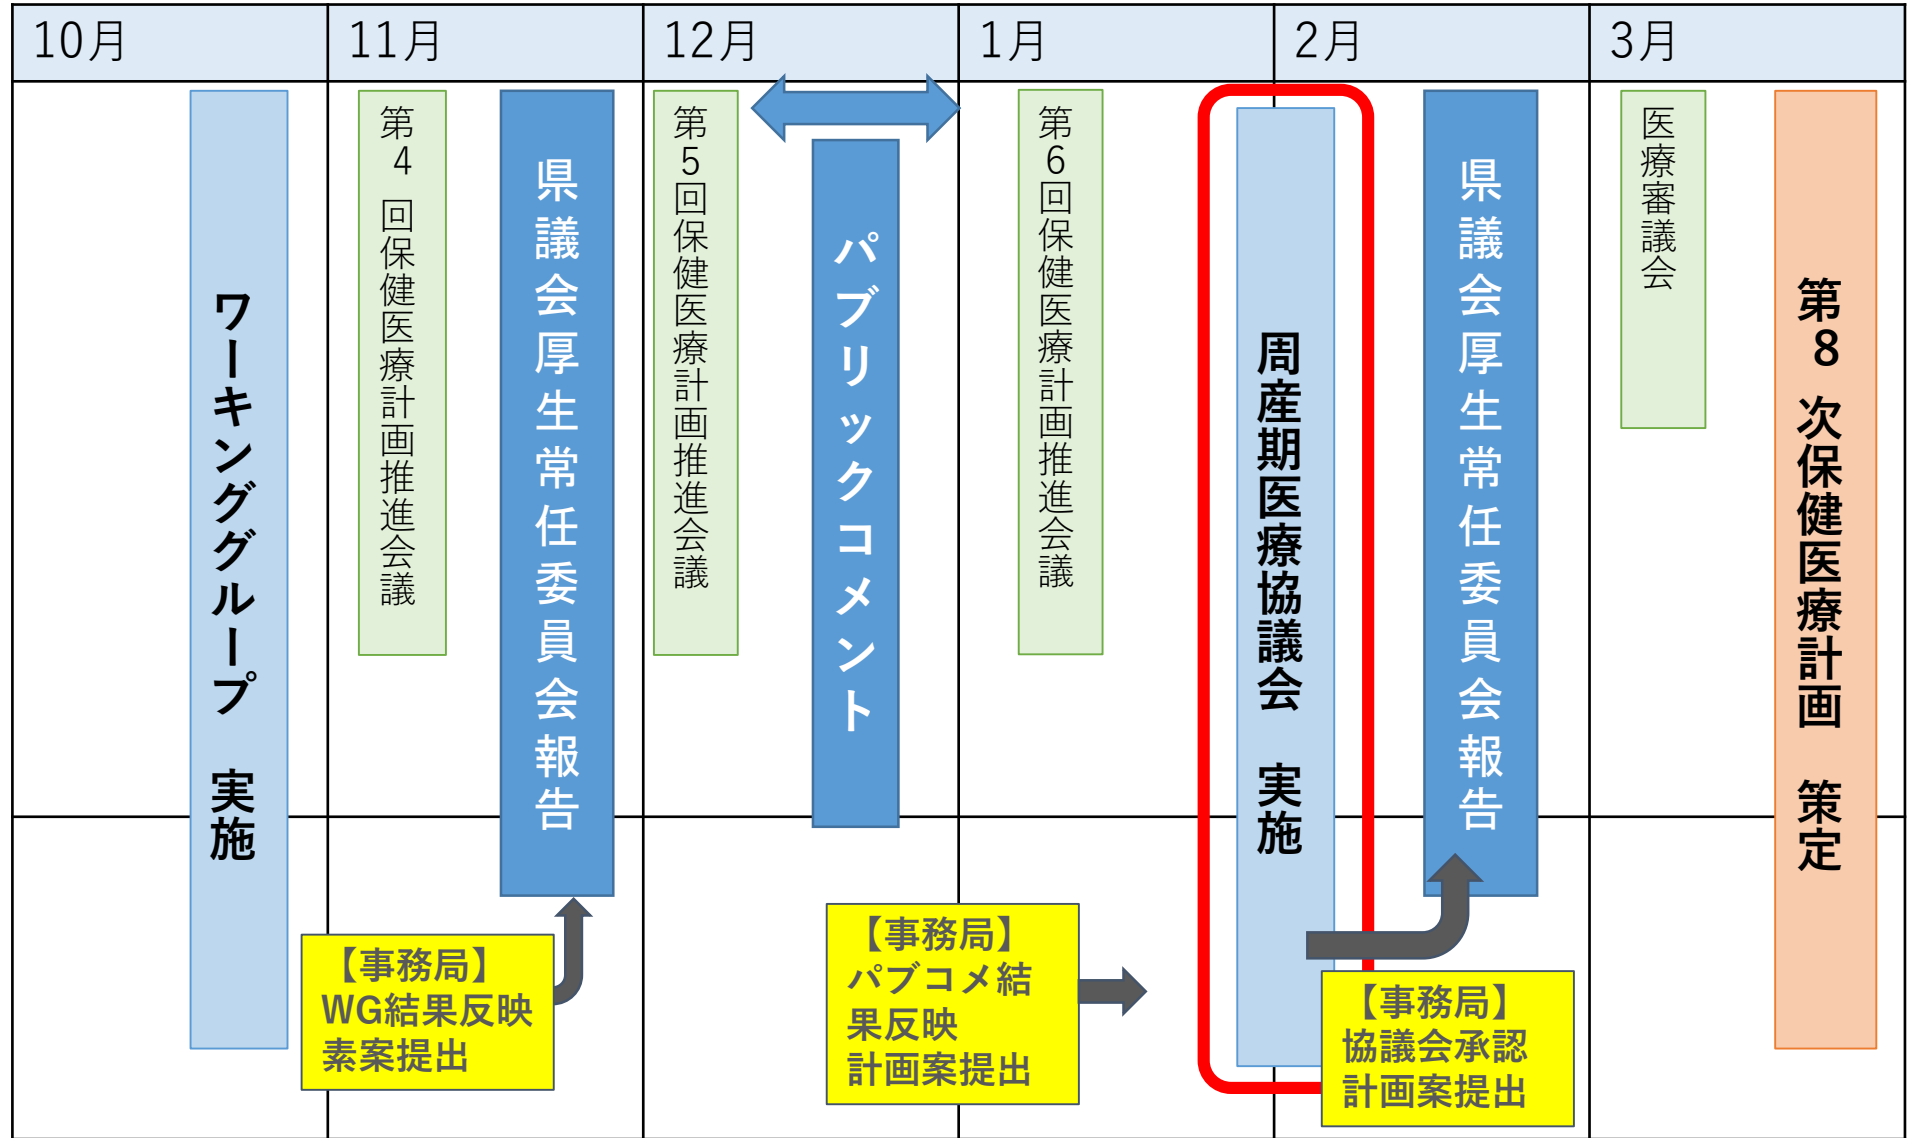 10月
11月
12月
1月
2月
3月
ワーキンググループ　実施
第4回保健医療計画推進会議
県議会厚生常任委員会報告
第5回保健医療計画推進会議
パブリックコメント
第6回保健医療計画推進会議
周産期医療協議会　実施
県議会厚生常任委員会報告
医療審議会
第8次保健医療計画　策定
【事務局】
WG結果反映
素案提出
【事務局】
パブコメ結
果反映
計画案提出
【事務局】
協議会承認
計画案提出